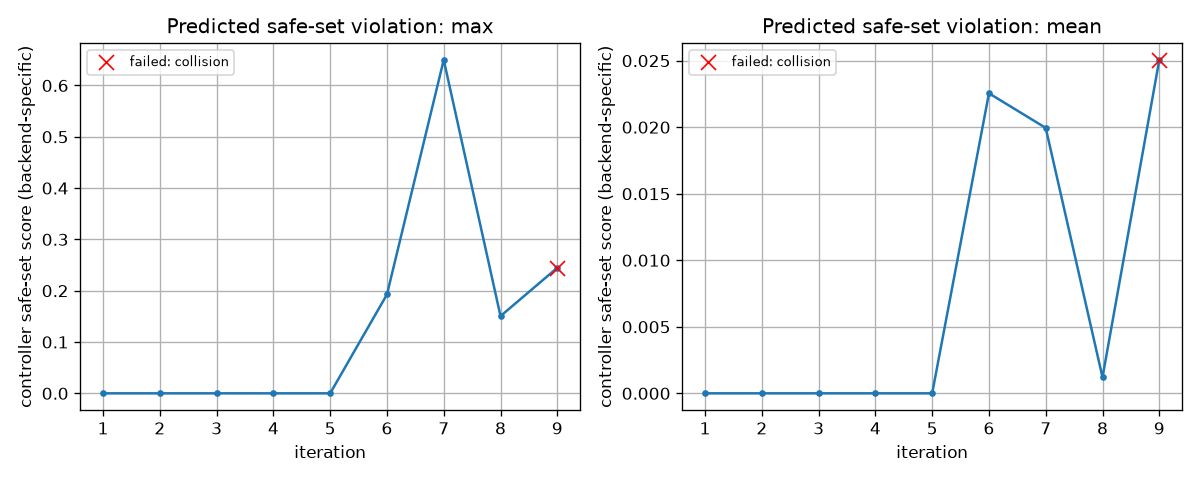 Predicted safe-set violation: max
failed: collision
controller safe-set score (backend-specific)
0.6
0.5
0.4
0.3
0.2
0.1
0.0
1 2 3 4 5 6 7 8 9
iteration
Predicted safe-set violation: mean
failed: collision
controller safe-set score (backend-specific)
0.025
0.020
0.015
0.010
0.005
0.000
1 2 3 4 5 6 7 8 9
iteration